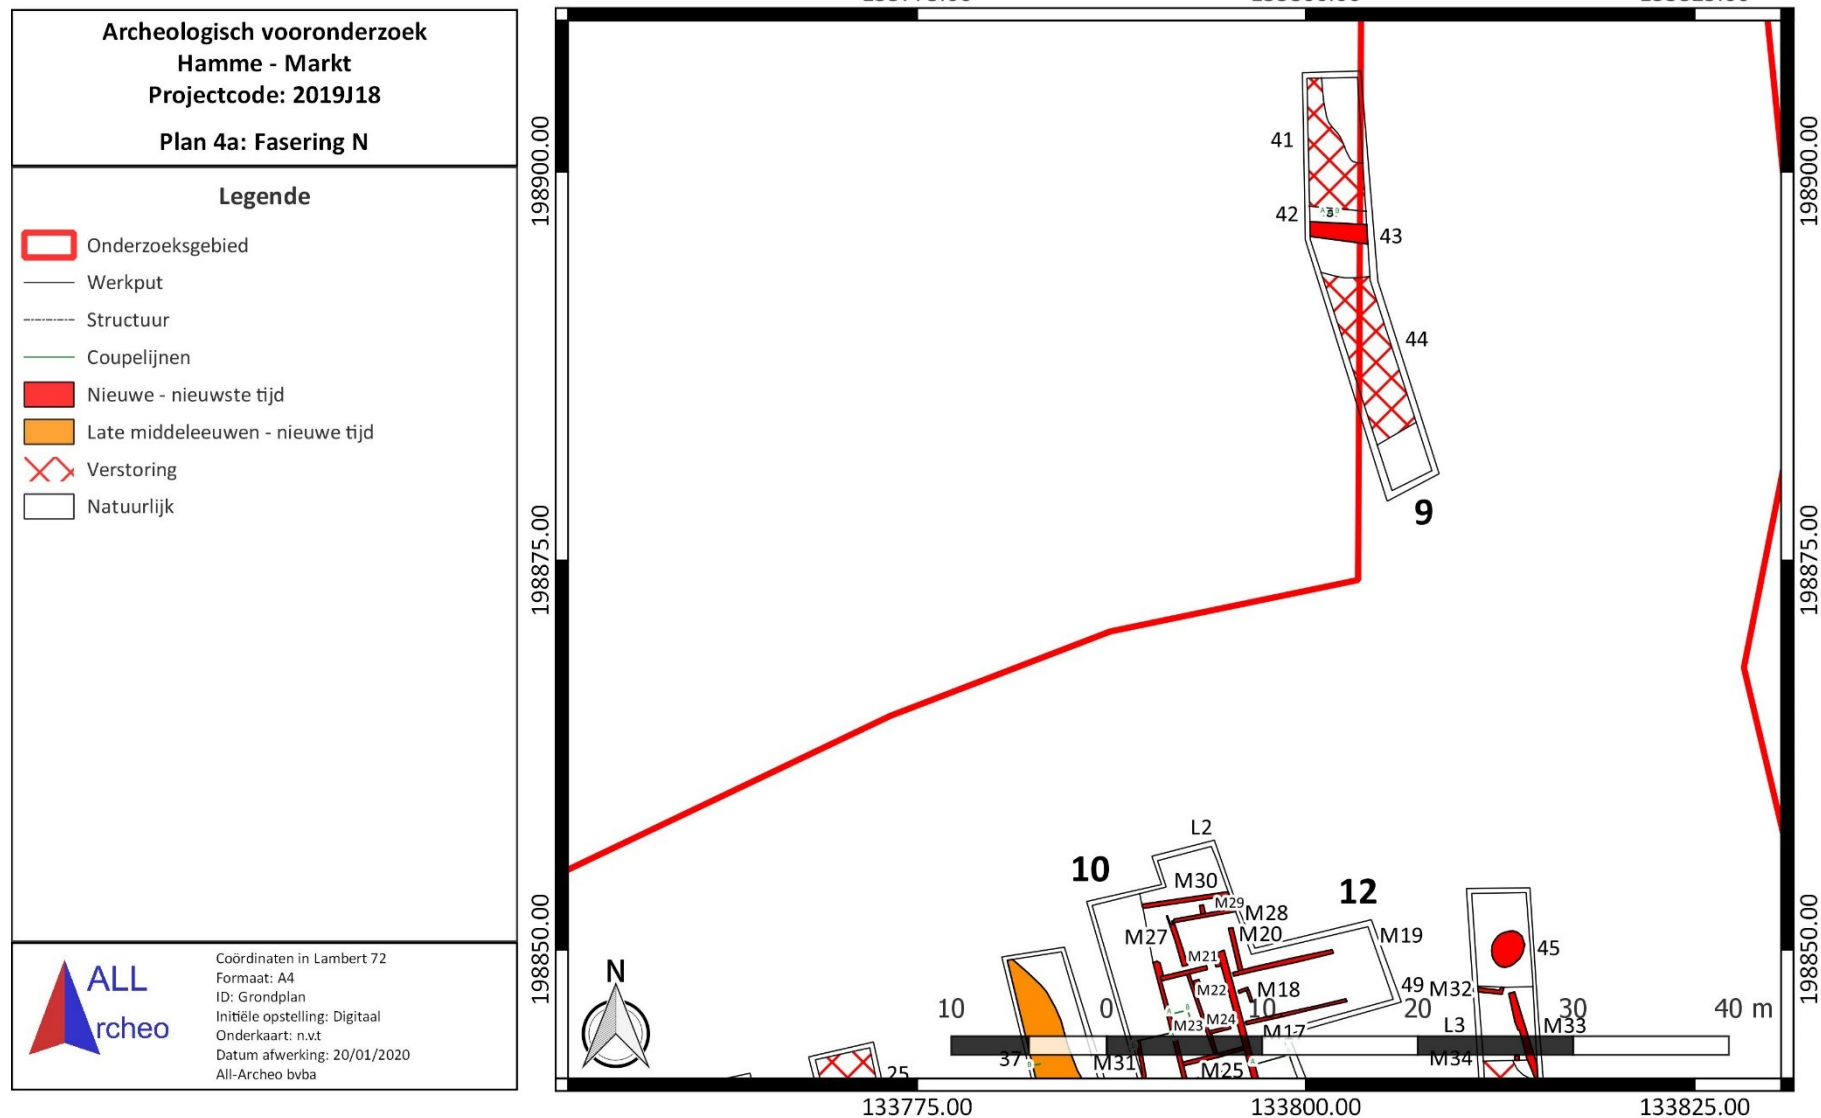 Archeologisch vooronderzoek
Hamme - Markt
Projectcode: 2019J18
Plan 4a: Fasering N
Legende
Onderzoeksgebied
Werkput
Structuur
Coupelijnen
Nieuwe - nieuwste tijd
Late middeleeuwen - nieuwe tijd
Verstoring
Natuurlijk
ALL
rcheo
Coördinaten in Lambert 72
Formaat: A4
ID: Grondplan
Initiële opstelling: Digitaal
Onderkaart: n.v.t
Datum afwerking: 20/01/2020
All-Archeo bvba
198900.00
198875.00
198850.00
198900.00
198875.00
198850.00
133775.00
133800.00
133825.00
41
42
43
44
9
L2
10
M30
M29
M28
12
M27
M20
M19
M21
45
M22
M18
49
M32
M23
M24
M17
L3
M33
37
M31
M25
M34
25
N
10
0
10
20
30
40 m